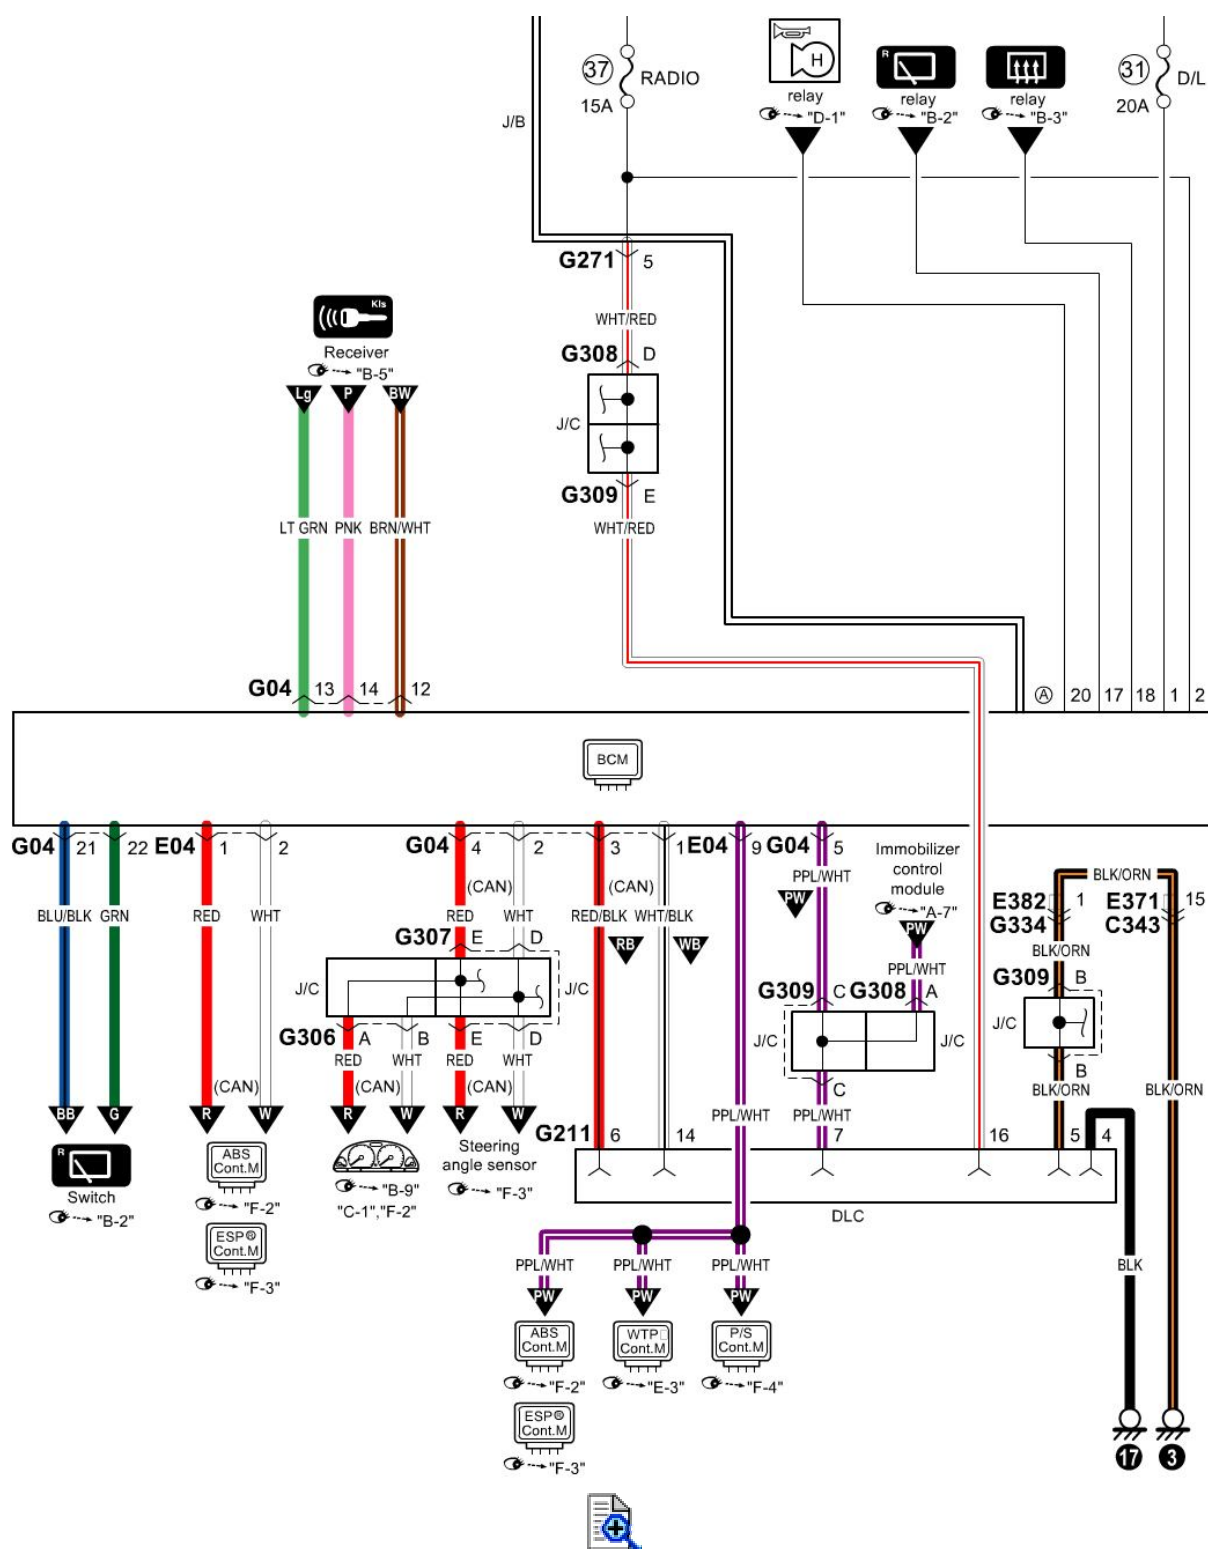 37 RADIO
15A
H
relay
"D-1"
R
relay
"B-2"
relay
"B-3"
31 D/L
20A
J/B
G271 5
WHT/RED
G308 D
J/C
G309 E
WHT/RED
Kls
Receiver
"B-5"
Lg P BW
LT GRN PNK BRN/WHT
G04 13 14 12
A 20 17 18 1 2
BCM
G04 21 22 E04 1 2 G04 4 2 3 1 E04 9 G04 5
BLU/BLK GRN RED WHT
(CAN) (CAN)
RED WHT RED/BLK WHT/BLK
RB WB
PPL/WHT
PW
Immobilizer
control
module
"A-7"
PW
PPL/WHT
BLK/ORN
E382 1 E371 15
G334 C343
BLK/ORN
G307 E D
J/C J/C
G306 A B E D
RED WHT RED WHT
(CAN) (CAN) (CAN)
G309 C G308 A
J/C J/C
C
G309 B
J/C
B
BLK/ORN BLK/ORN
PPL/WHT PPL/WHT
BB G R W R W R W
G211 6 14 7 16 5 4
R
Switch
"B-2"
ABS
Cont.M
"F-2"
ESP®
Cont.M
"F-3"
"B-9"
"C-1","F-2"
Steering
angle sensor
"F-3"
DLC
PPL/WHT PPL/WHT PPL/WHT
BLK
PW PW PW
ABS
Cont.M
"F-2"
WTP
Cont.M
"E-3"
P/S
Cont.M
"F-4"
ESP®
Cont.M
"F-3"
17 3